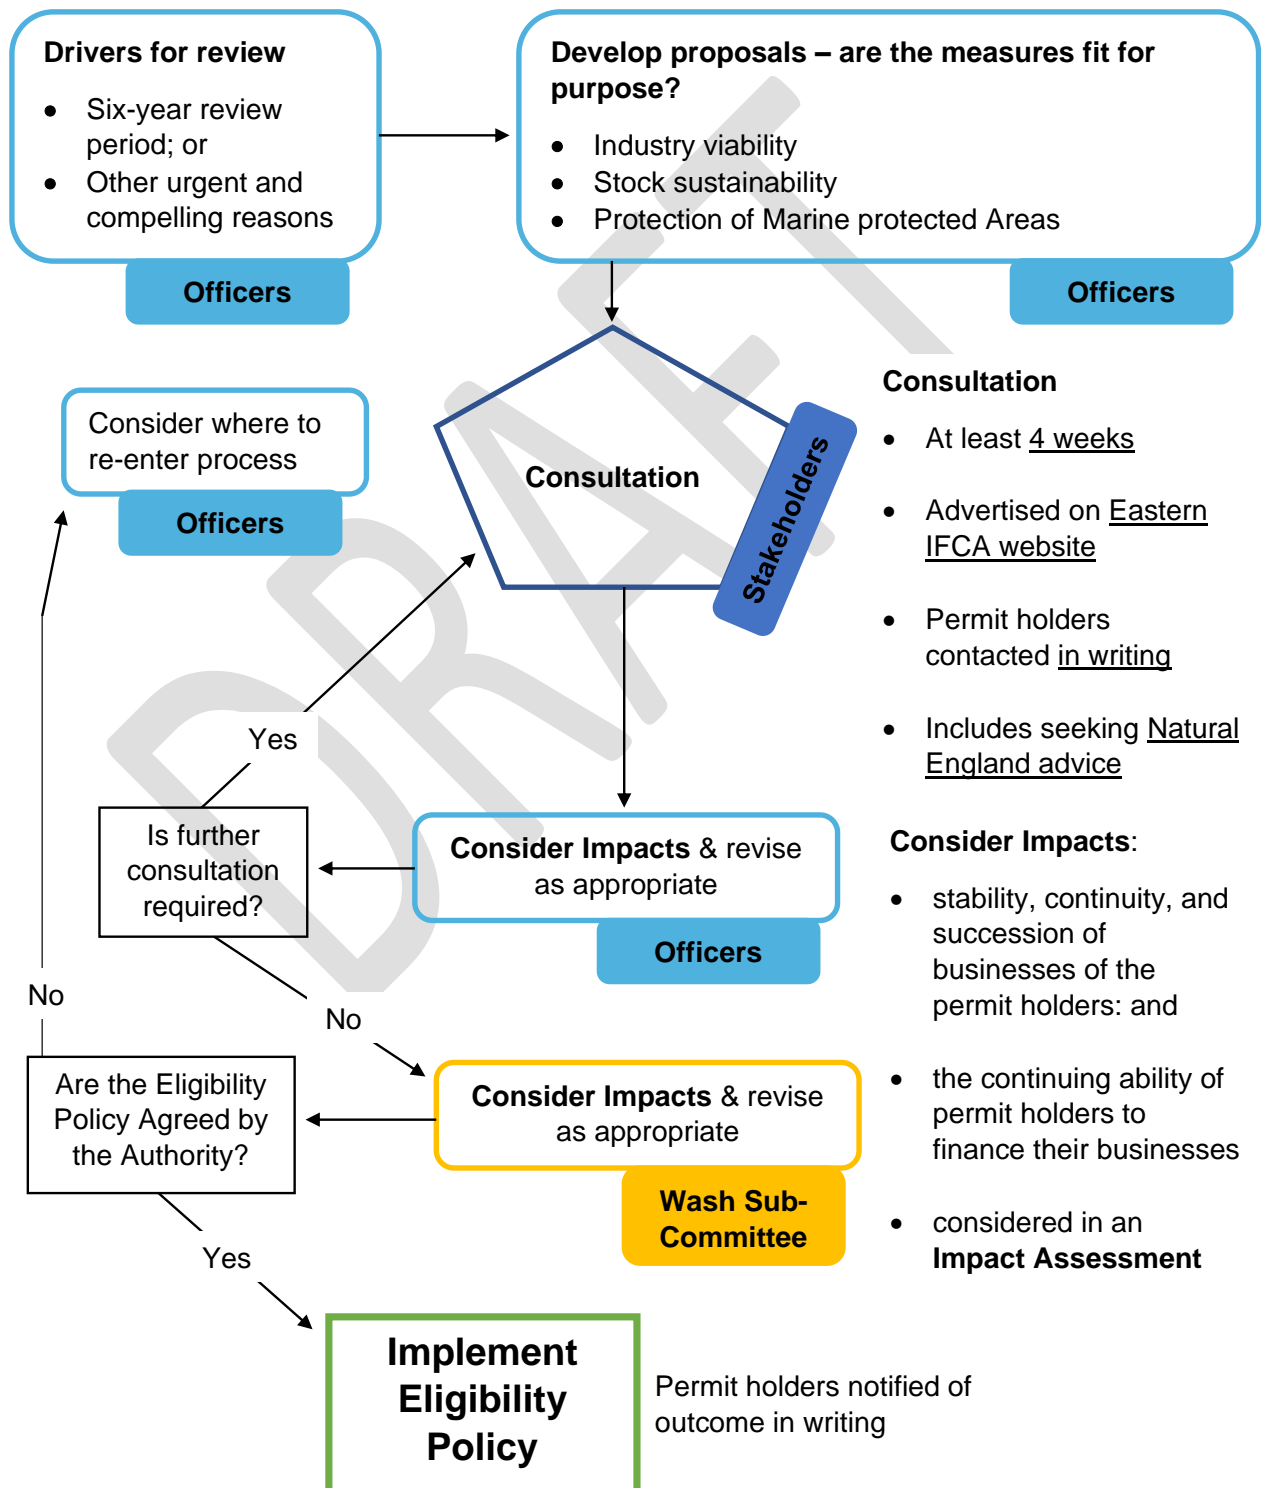 Drivers for review
• Six-year review
period; or
• Other urgent and
compelling reasons
Officers
Develop proposals – are the measures fit for
purpose?
• Industry viability
• Stock sustainability
• Protection of Marine protected Areas
Officers
DRAFT
Consider where to
re-enter process
Officers
Consultation
Stakeholders
Consultation
• At least 4 weeks
• Advertised on Eastern
IFCA website
• Permit holders
contacted in writing
• Includes seeking Natural
England advice
Yes
Is further
consultation
required?
Consider Impacts & revise
as appropriate
Officers
Consider Impacts:
• stability, continuity, and
succession of
businesses of the
permit holders: and
• the continuing ability of
permit holders to
finance their businesses
• considered in an
Impact Assessment
No
No
Are the Eligibility
Policy Agreed by
the Authority?
Consider Impacts & revise
as appropriate
Wash Sub-
Committee
Yes
Implement
Eligibility
Policy
Permit holders notified of
outcome in writing